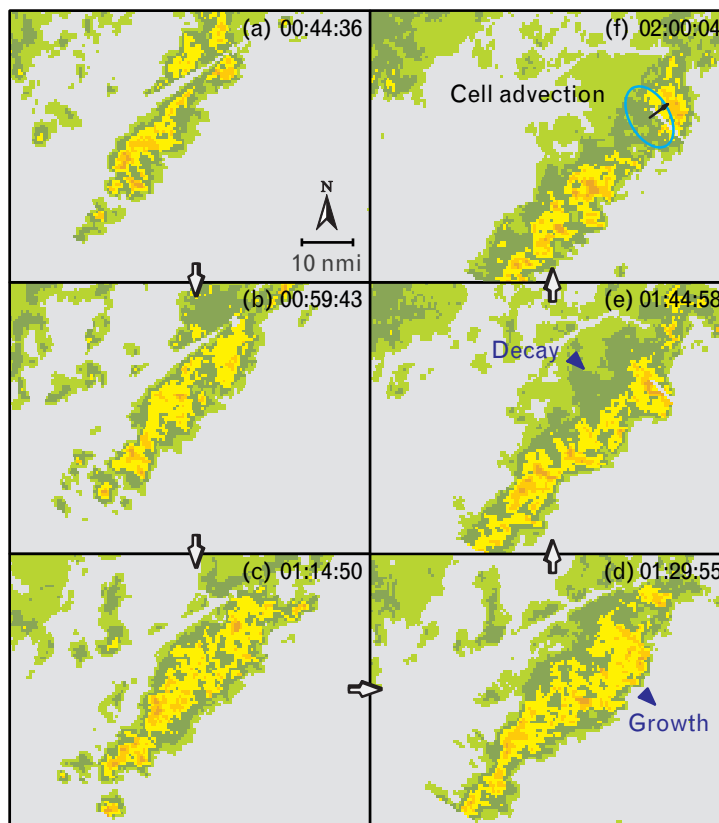 (a) 00:44:36
N
10 nmi
(b) 00:59:43
(c) 01:14:50
(d) 01:29:55
Growth
(e) 01:44:58
Decay
(f) 02:00:04
Cell advection